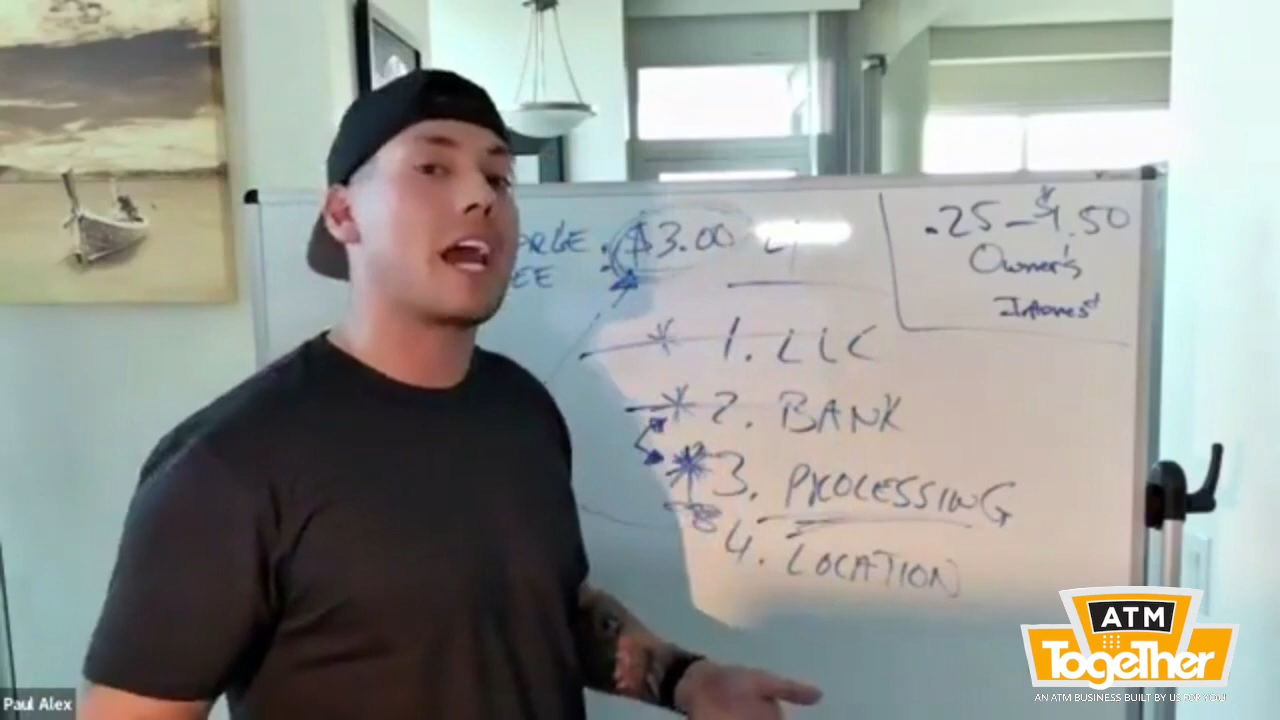 $3.00
.25 - $1.50
Owner's
EE
1. LLC
2. BANK
3. PROCESSING
4. LOCATION
ATM
TogeTher
AN ATM BUSINESS BUILT BY US FOR YOU!
Paul Alex